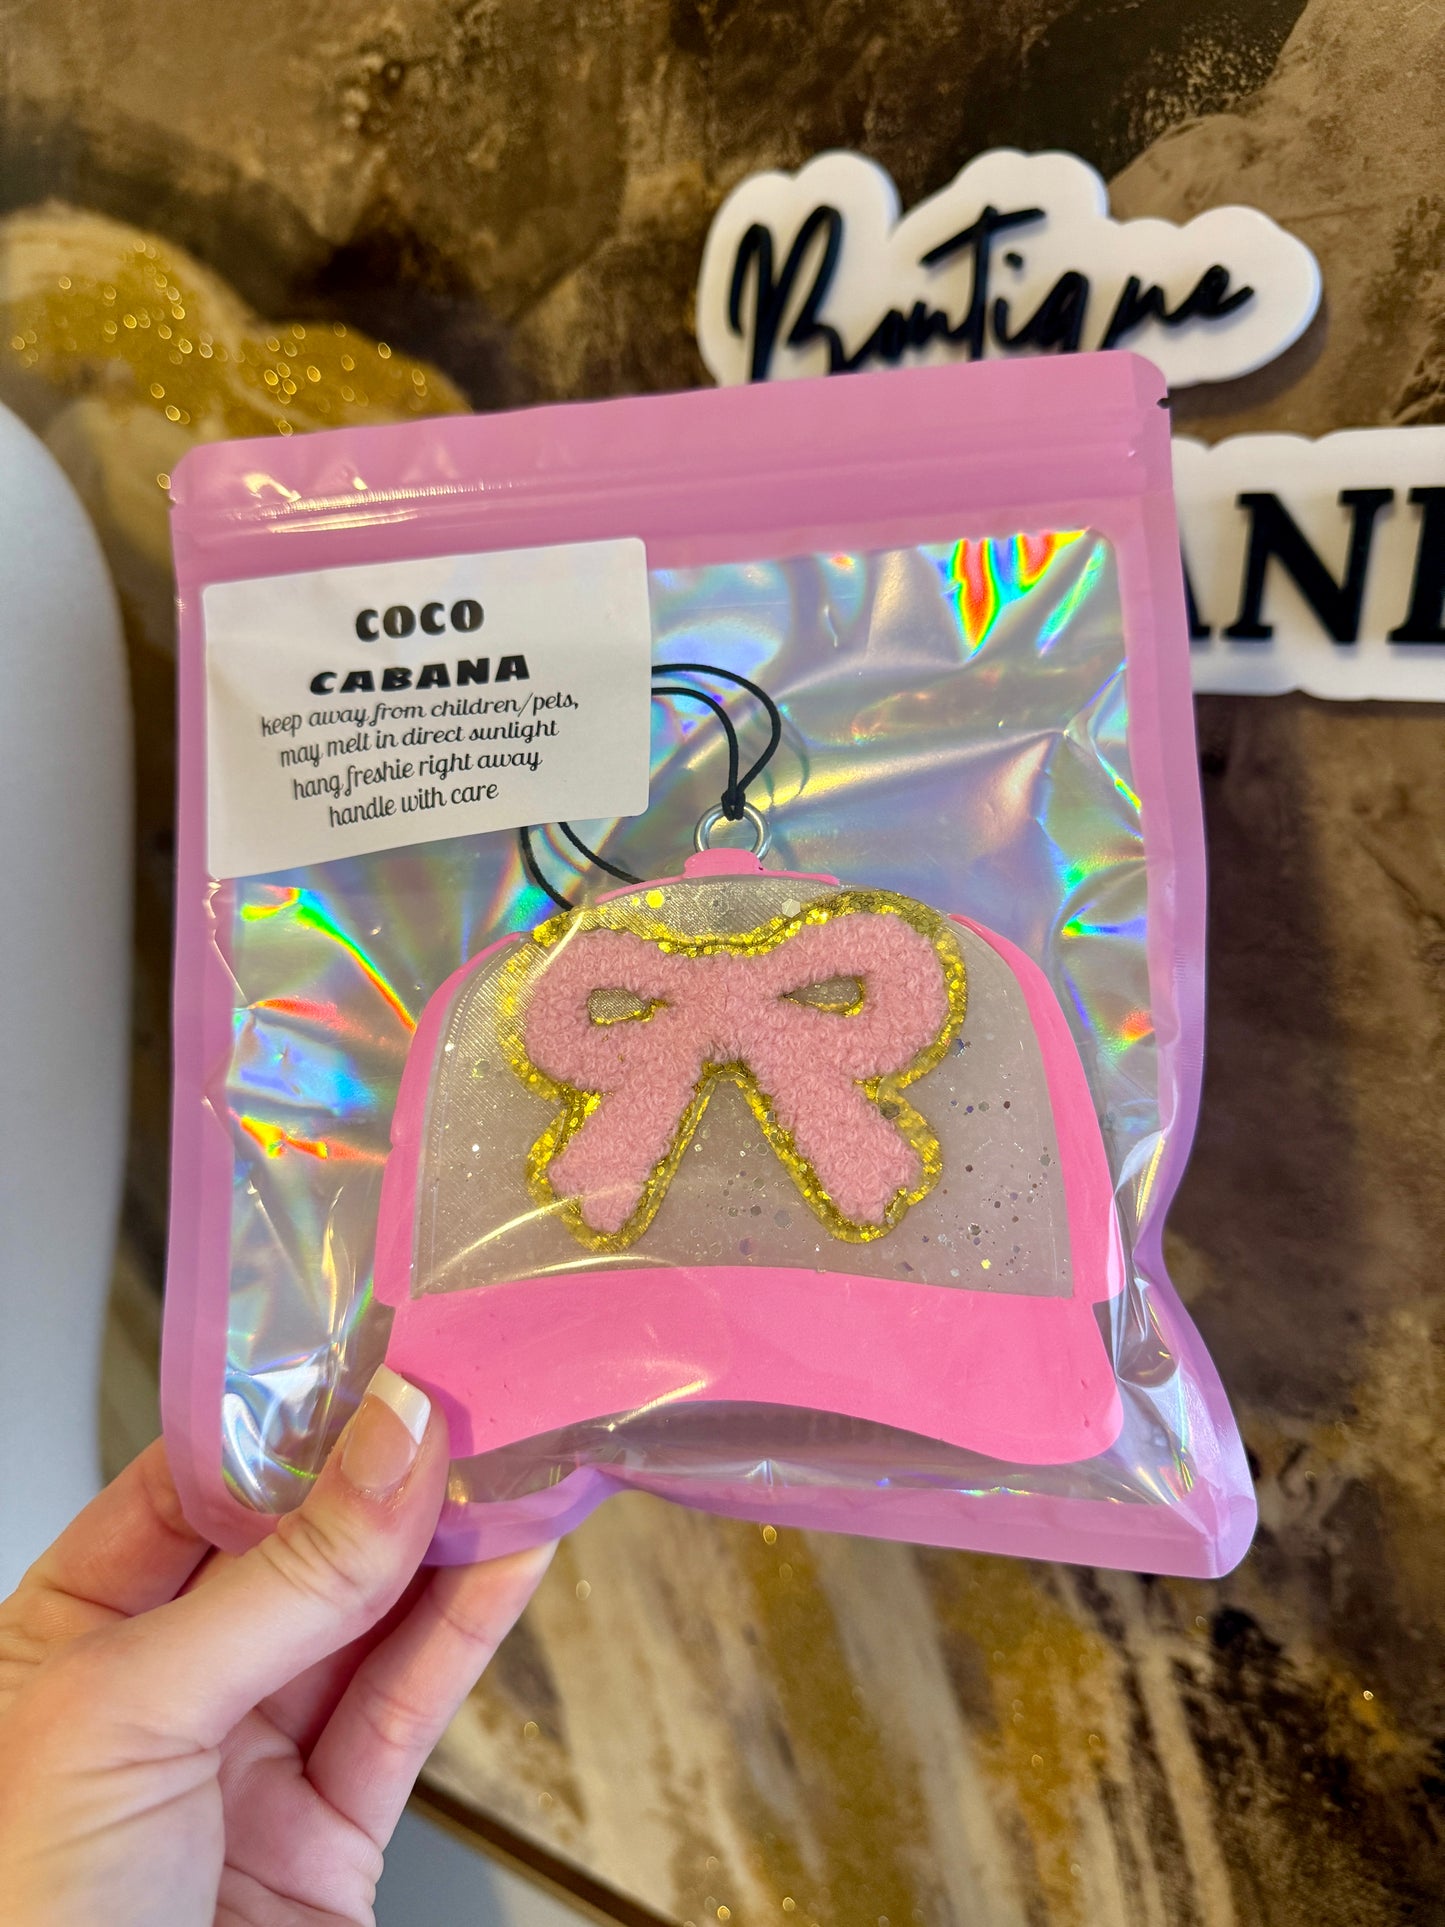 Boutique
COCO
CABANA
keep away from children/pets,
may melt in direct sunlight
hang freshie right away
handle with care